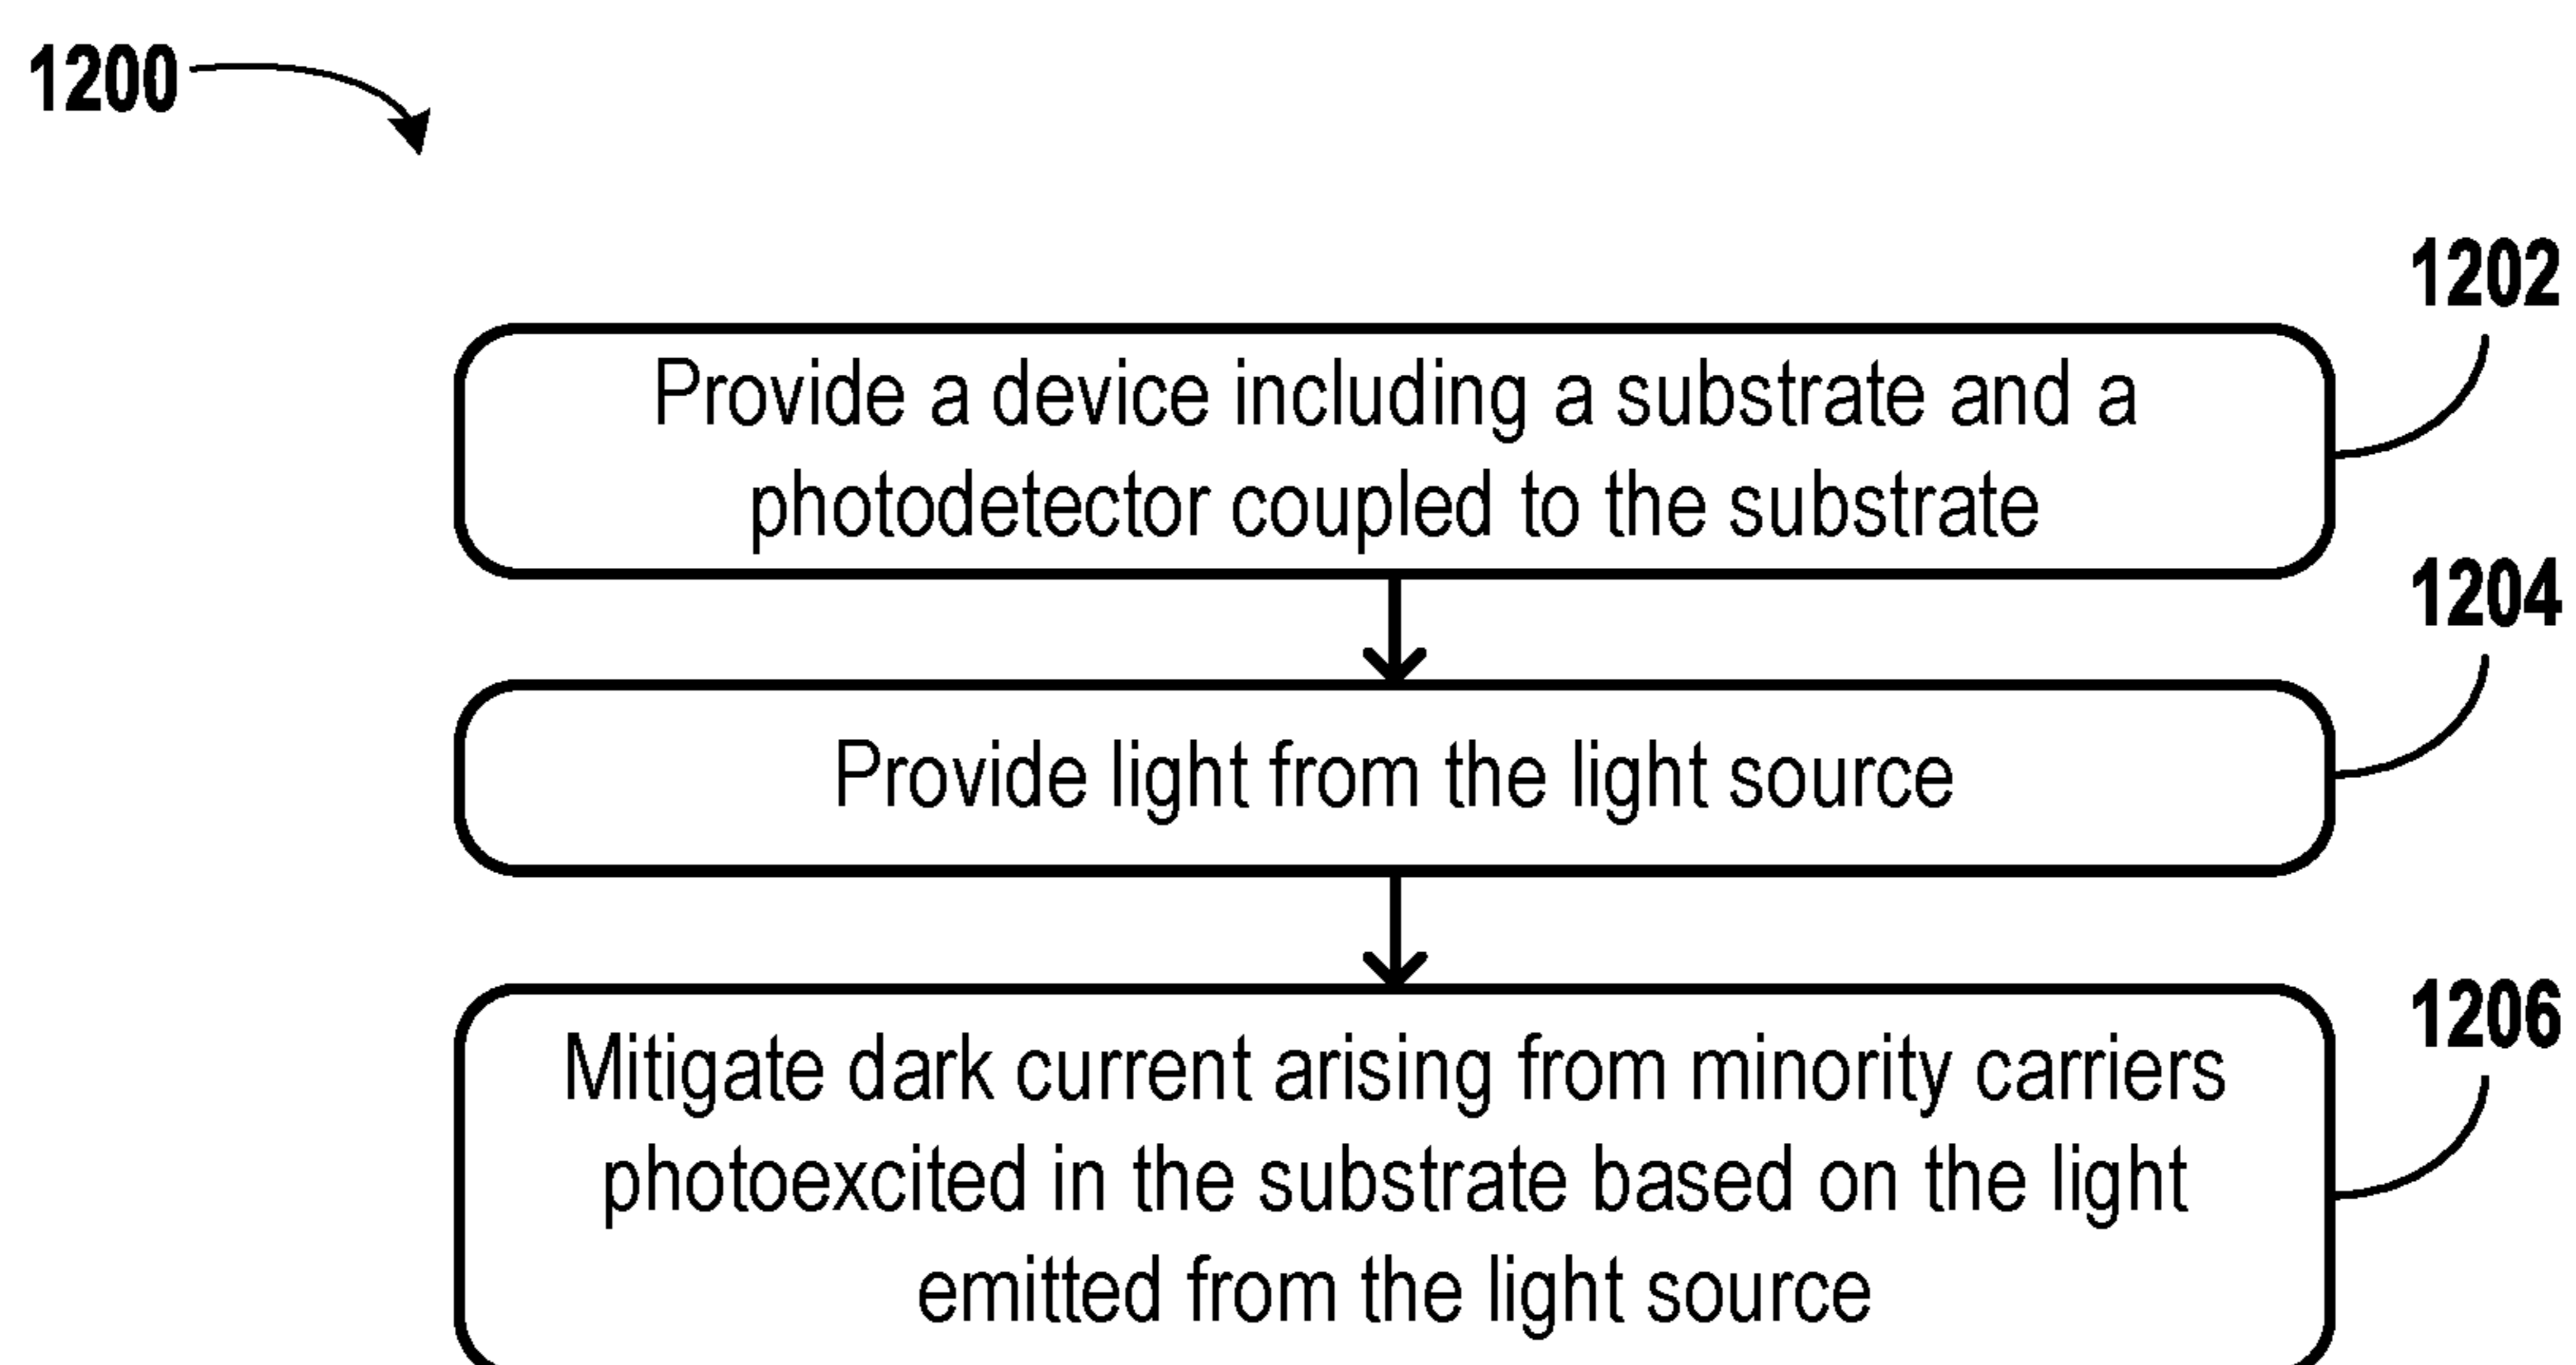 1200
1202
Provide a device including a substrate and a
photodetector coupled to the substrate
1204
Provide light from the light source
1206
Mitigate dark current arising from minority carriers
photoexcited in the substrate based on the light
emitted from the light source